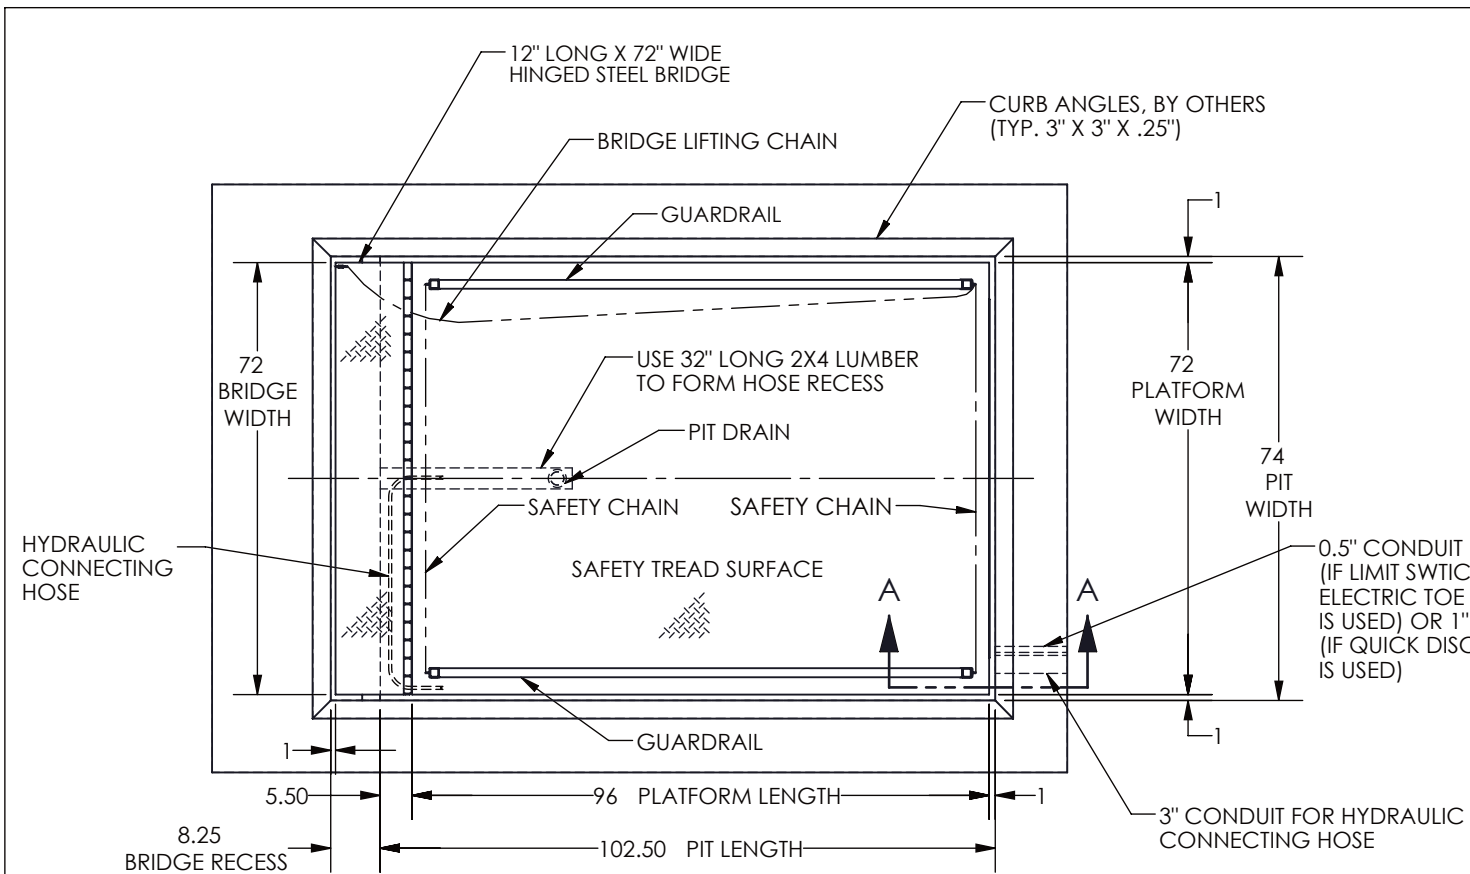 12" LONG X 72" WIDE
HINGED STEEL BRIDGE
CURB ANGLES, BY OTHERS
(TYP. 3" X 3" X .25")
BRIDGE LIFTING CHAIN
GUARDRAIL
1
72
BRIDGE
WIDTH
USE 32" LONG 2X4 LUMBER
TO FORM HOSE RECESS
72
PLATFORM
WIDTH
PIT DRAIN
74
PIT
WIDTH
SAFETY CHAIN
SAFETY CHAIN
HYDRAULIC
CONNECTING
HOSE
SAFETY TREAD SURFACE
A
A
0.5" CONDUIT
(IF LIMIT SWTIC
ELECTRIC TOE
IS USED) OR 1"
(IF QUICK DISC
IS USED)
GUARDRAIL
1
1
5.50
96 PLATFORM LENGTH
1
3" CONDUIT FOR HYDRAULIC
CONNECTING HOSE
8.25
BRIDGE RECESS
102.50 PIT LENGTH